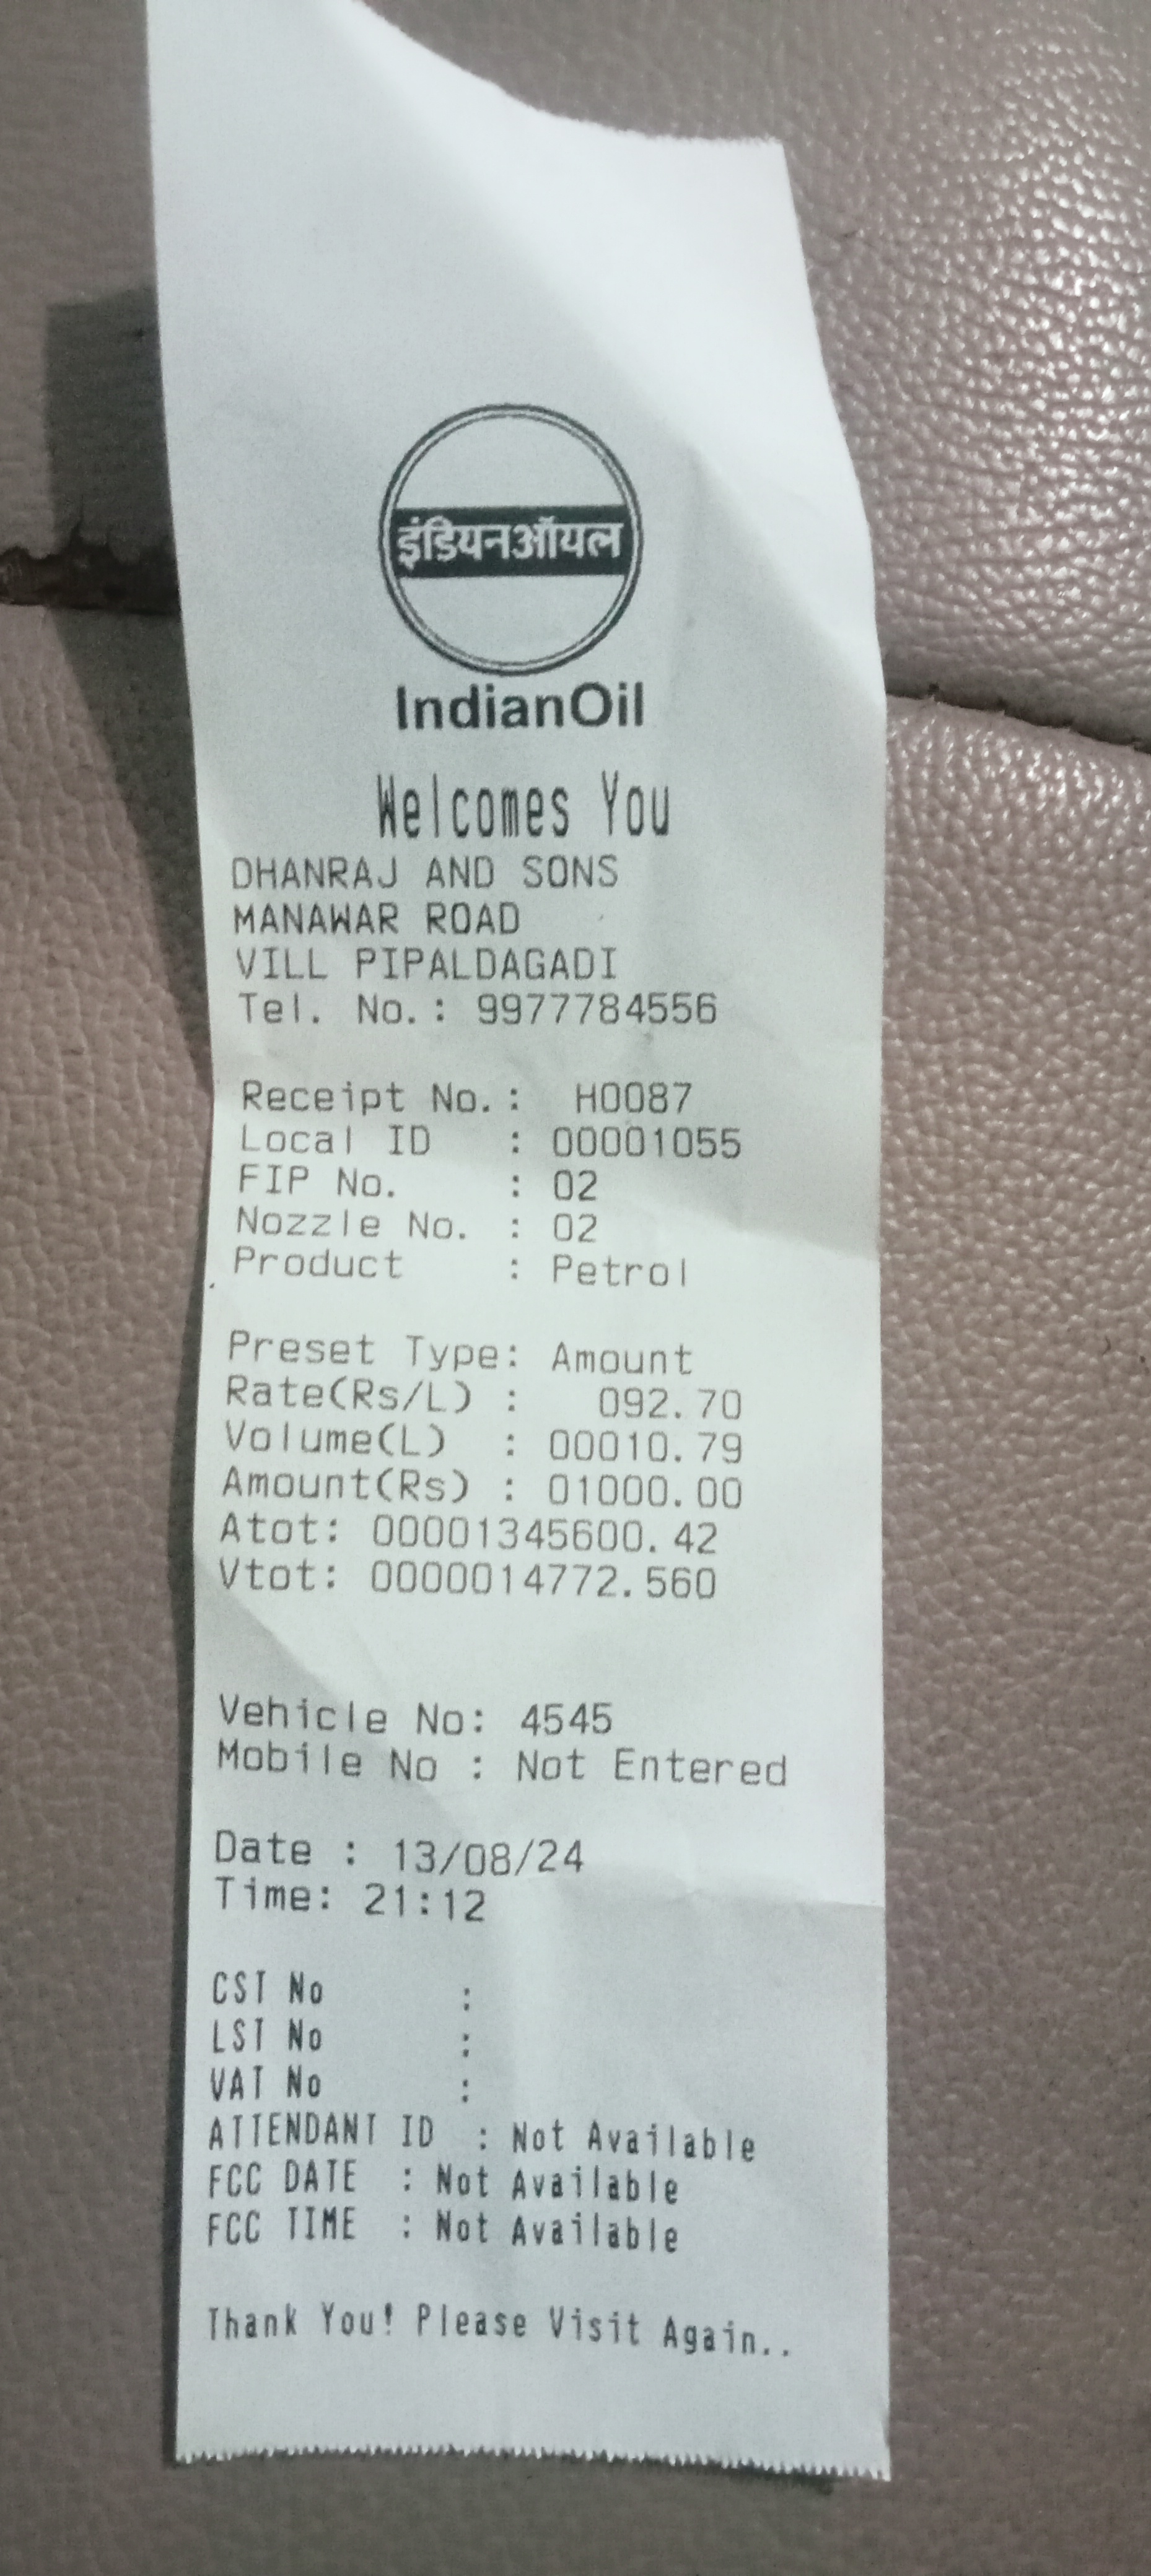 इंडियनऑयल
IndianOil
Welcomes You
DHANRAJ AND SONS
MANAWAR ROAD
VILL PIPALDAGADI
Tel. No.: 9977784556
Receipt No.: H0087
Local ID : 00001055
FIP No. : 02
Nozzle No. : 02
Product : Petrol
Preset Type: Amount
Rate(Rs/L) : 092.70
Volume(L) : 00010.79
Amount(Rs) : 01000.00
Atot: 00001345600.42
Vtot: 0000014772.560
Vehicle No: 4545
Mobile No : Not Entered
Date : 13/08/24
Time: 21:12
CST No :
LST No :
VAT No :
ATTENDANT ID : Not Available
FCC DATE : Not Available
FCC TIME : Not Available
Thank You! Please Visit Again..